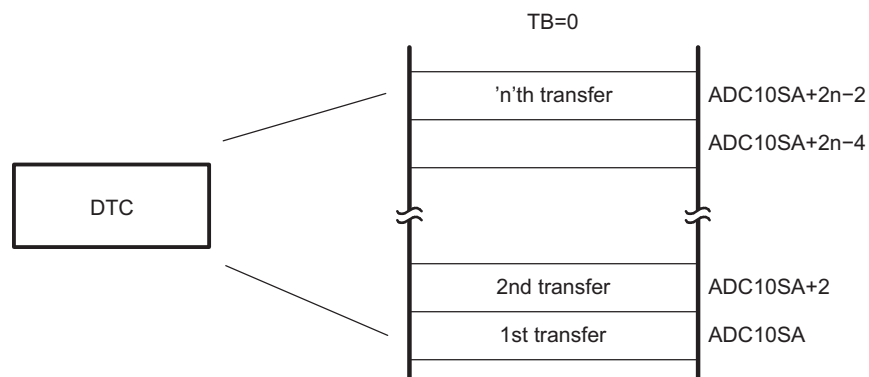 TB=0
'n'th transfer ADC10SA+2n−2
ADC10SA+2n−4
DTC
2nd transfer ADC10SA+2
1st transfer ADC10SA